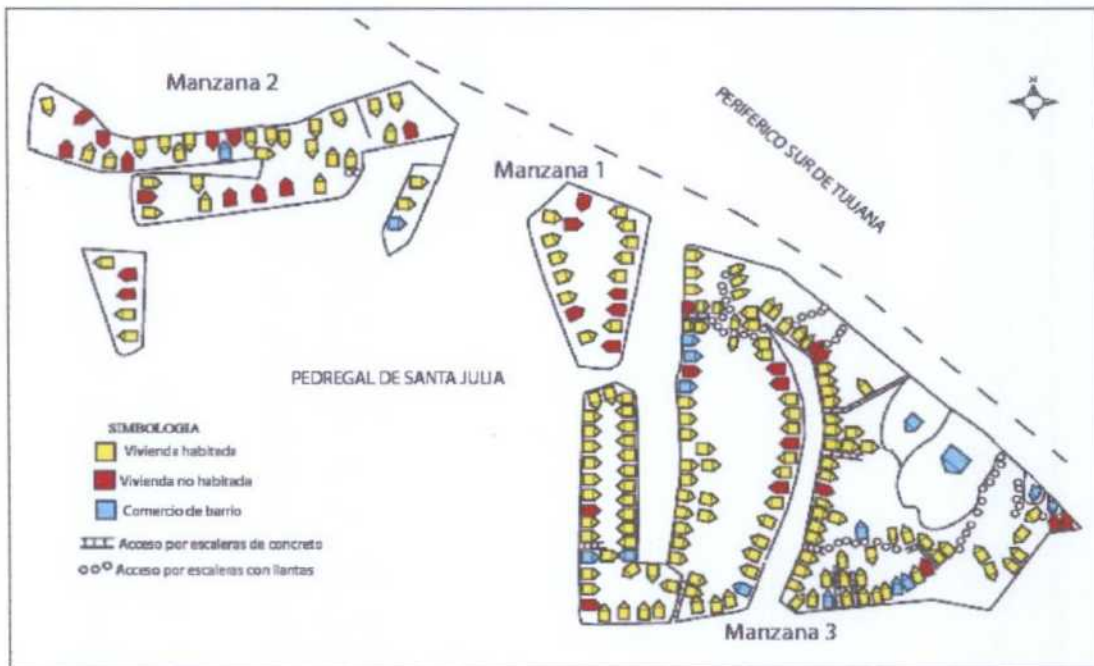 Manzana 2
PERIFERICO SUR DE TIJUANA
Manzana 1
PEDREGAL DE SANTA JULIA
SIMBOLOGIA
Vivienda habitada
Vivienda no habitada
Comercio de barrio
Acceso por escaleras de concreto
Acceso por escaleras con llantas
Manzana 3